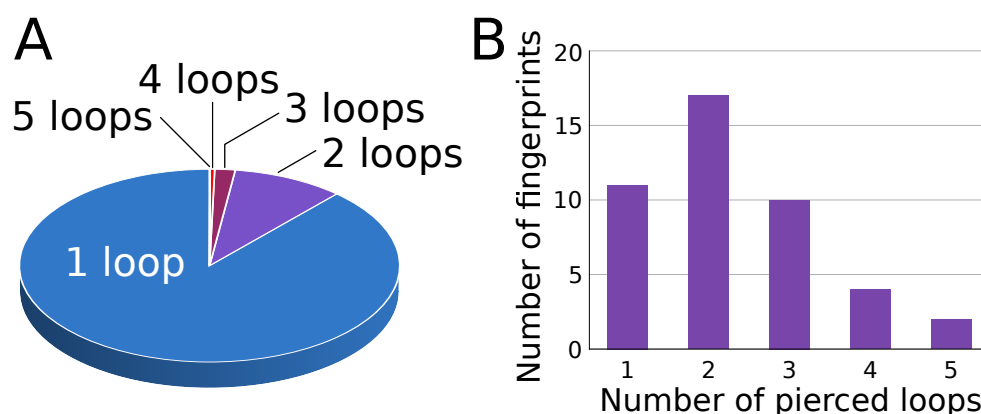 A
4 loops
5 loops
3 loops
2 loops
1 loop
B
Number of fingerprints
20
15
10
5
0
1 2 3 4 5
Number of pierced loops